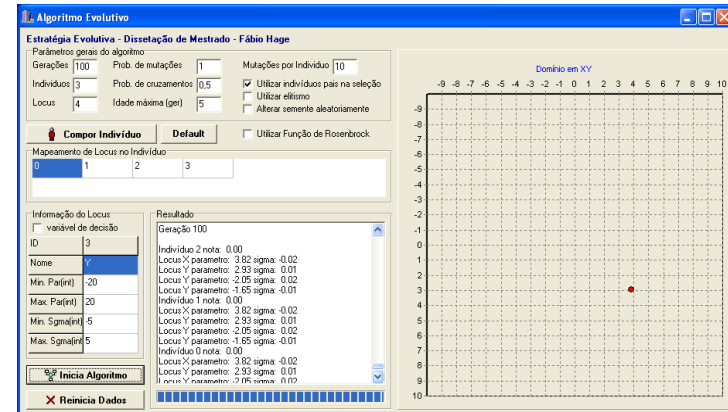 Algoritmo Evolutivo
Estratégia Evolutiva - Dissetação de Mestrado - Fábio Hage
Parâmetros gerais do algoritmo
Gerações 100 Prob. de mutações 1 Mutações por Individuo 10
Individuos 3 Prob. de cruzamentos 0,5 Utilizar indivíduos pais na seleção
Utilizar elitismo
Locus 4 Idade máxima (ger) 5 Alterar semente aleatoriamente
Compor Indivíduo Default Utilizar Função de Rosenbrock
Mapeamento de Locus no Indivíduo
0 1 2 3
Informação do Locus
variável de decisão
ID 3
Nome Y
Min. Par(int) -20
Max. Par(int) 20
Min. Sgma(int) -5
Max. Sgma(int 5
Inicia Algoritmo
Reinicia Dados
Resultado
Geração 100
Indivíduo 2 nota: 0.00
Locus X parametro: 3.82 sigma: -0.02
Locus Y parametro: 2.93 sigma: 0.01
Locus Y parametro: -2.05 sigma: 0.02
Locus Y parametro: -1.65 sigma: -0.01
Indivíduo 1 nota: 0.00
Locus X parametro: 3.82 sigma: -0.02
Locus Y parametro: 2.93 sigma: 0.01
Locus Y parametro: -2.05 sigma: 0.02
Locus Y parametro: -1.65 sigma: -0.01
Indivíduo 0 nota: 0.00
Locus X parametro: 3.82 sigma: -0.02
Locus Y parametro: 2.93 sigma: 0.01
Locus Y parametro: -2.05 sigma: 0.02
Domínio em XY
-9 -8 -7 -6 -5 -4 -3 -2 -1 0 1 2 3 4 5 6 7 8 9 10
-9
-8
-7
-6
-5
-4
-3
-2
-1
0
1
2
3
4
5
6
7
8
9
10